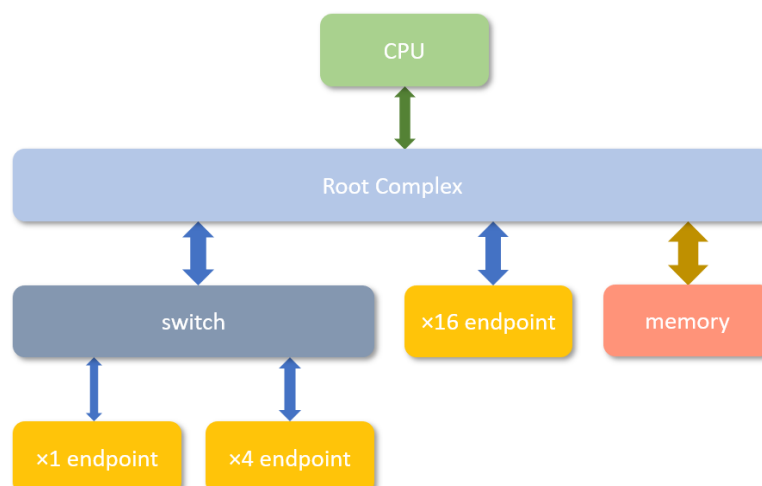 CPU
Root Complex
switch
×16 endpoint
memory
×1 endpoint
×4 endpoint